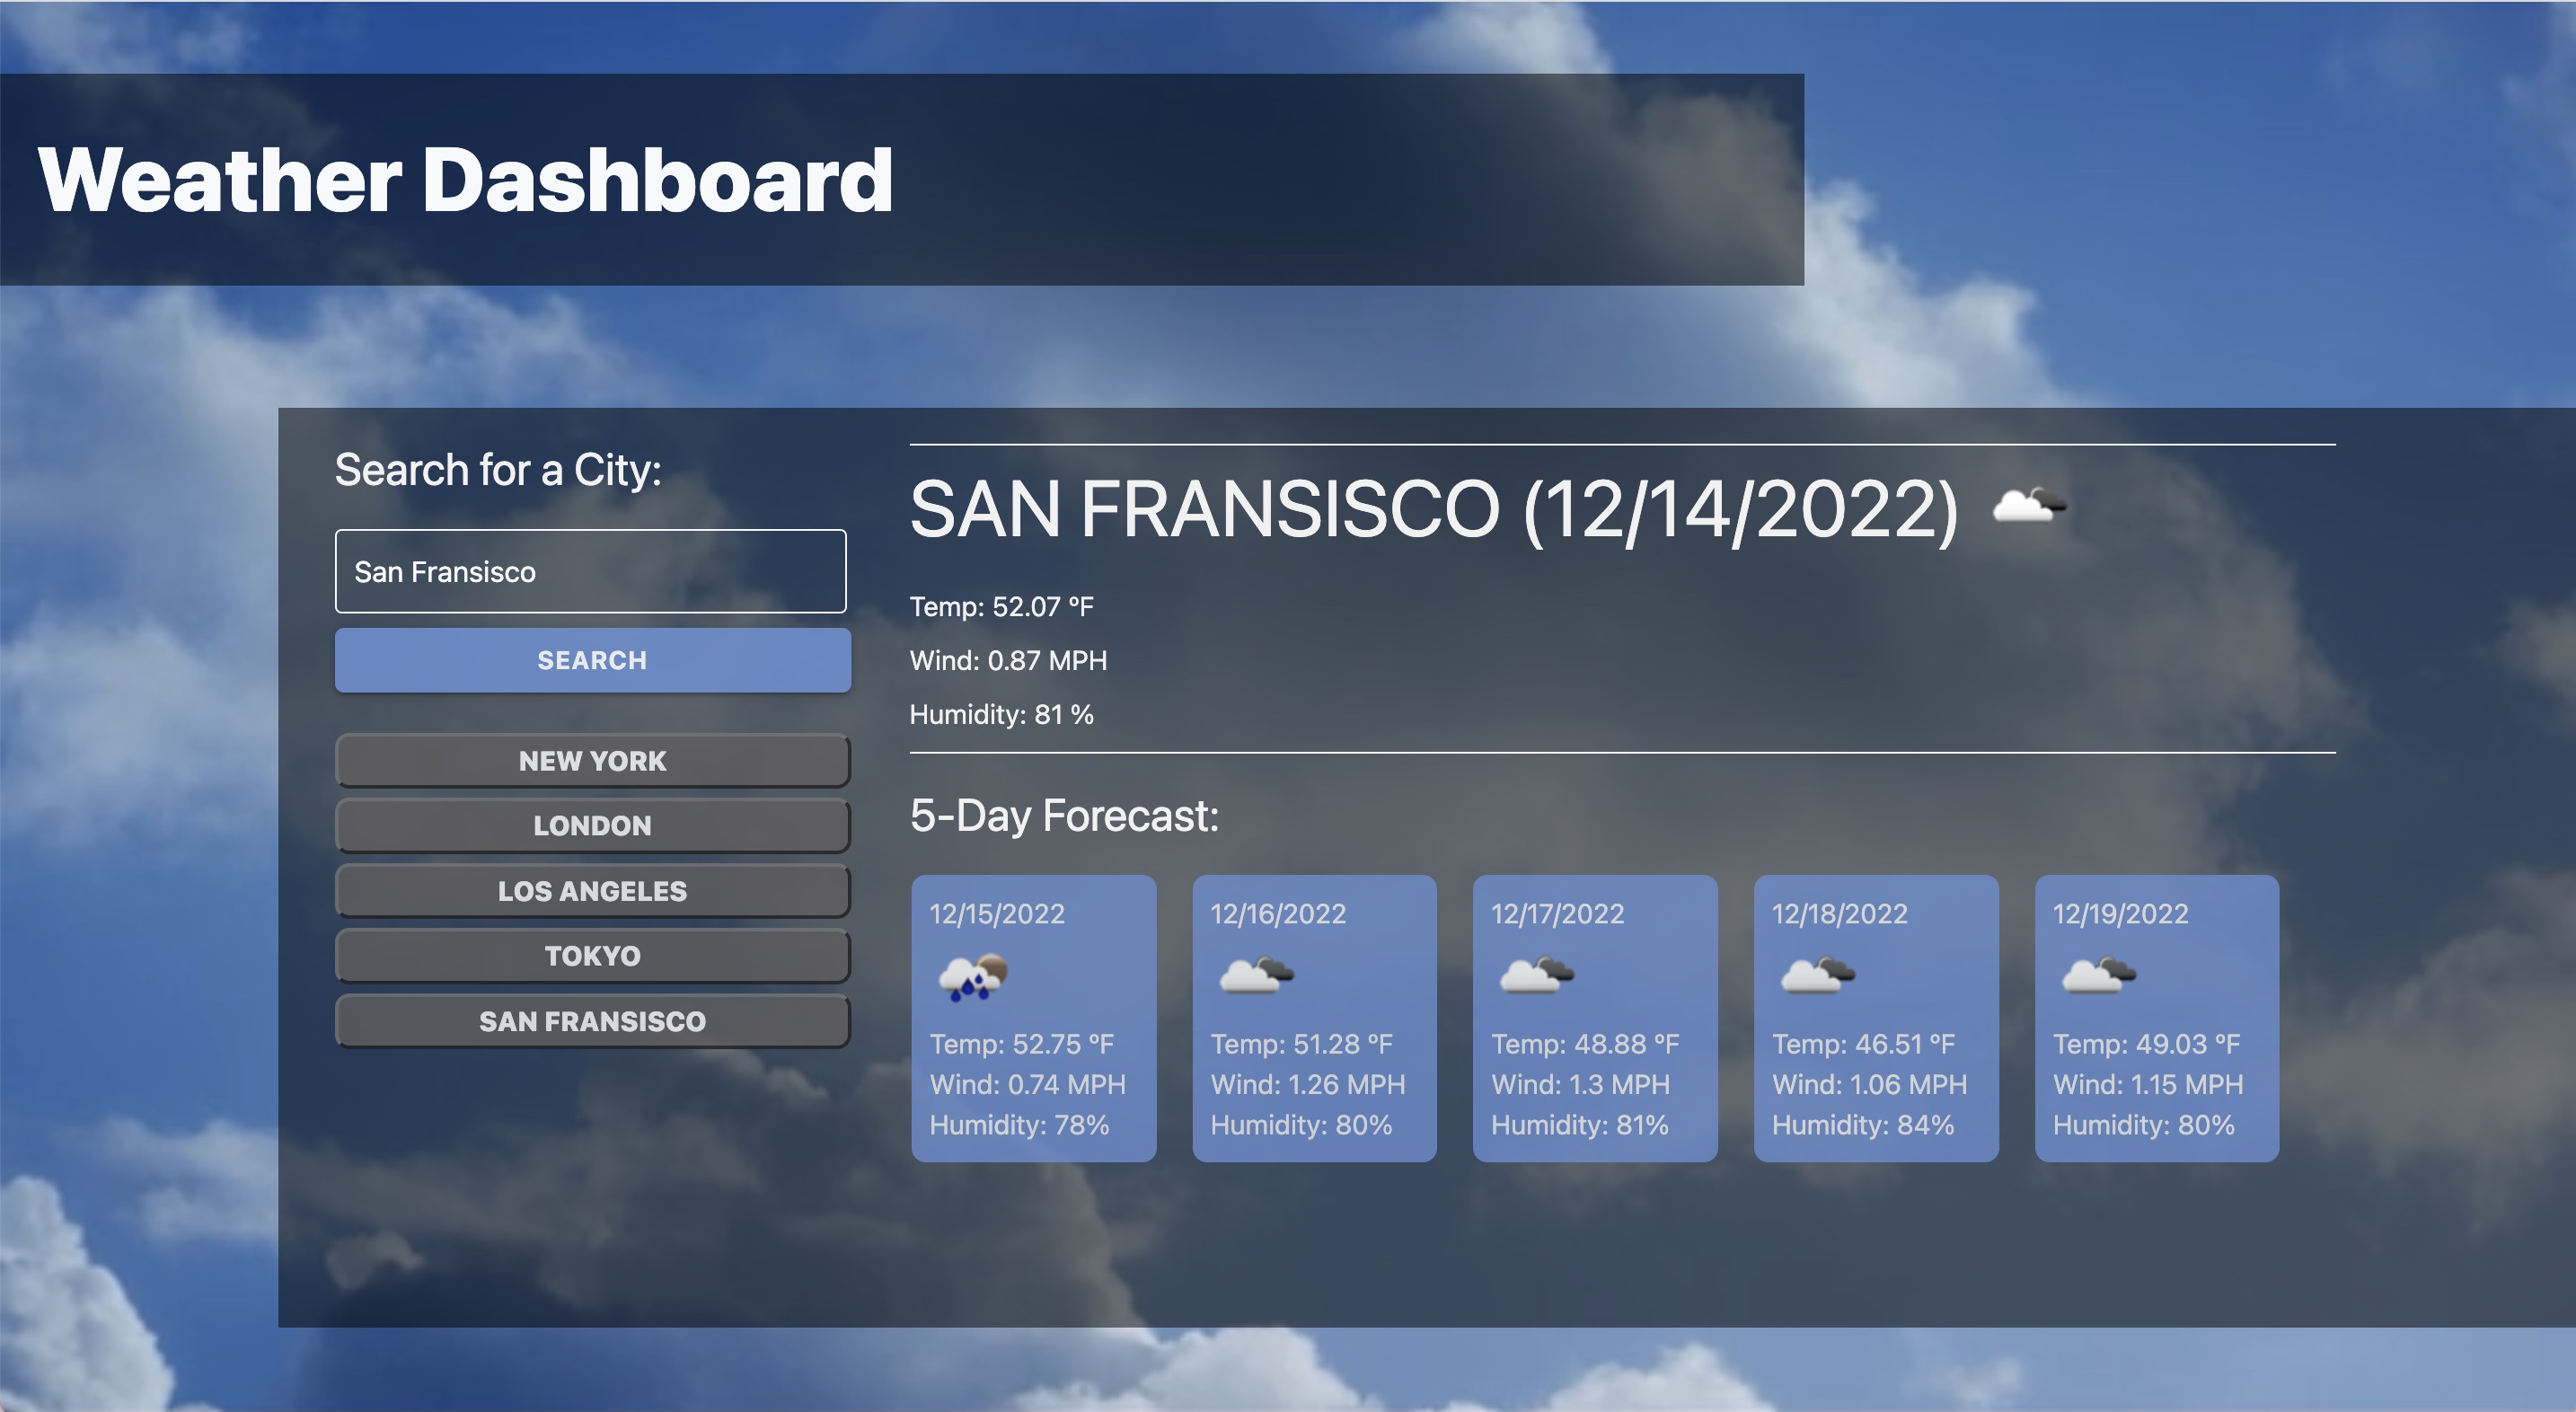 Weather Dashboard
Search for a City:
San Fransisco
SEARCH
NEW YORK
LONDON
LOS ANGELES
TOKYO
SAN FRANSISCO
SAN FRANSISCO (12/14/2022)
Temp: 52.07 °F
Wind: 0.87 MPH
Humidity: 81 %
5-Day Forecast:
12/15/2022
Temp: 52.75 °F
Wind: 0.74 MPH
Humidity: 78%
12/16/2022
Temp: 51.28 °F
Wind: 1.26 MPH
Humidity: 80%
12/17/2022
Temp: 48.88 °F
Wind: 1.3 MPH
Humidity: 81%
12/18/2022
Temp: 46.51 °F
Wind: 1.06 MPH
Humidity: 84%
12/19/2022
Temp: 49.03 °F
Wind: 1.15 MPH
Humidity: 80%